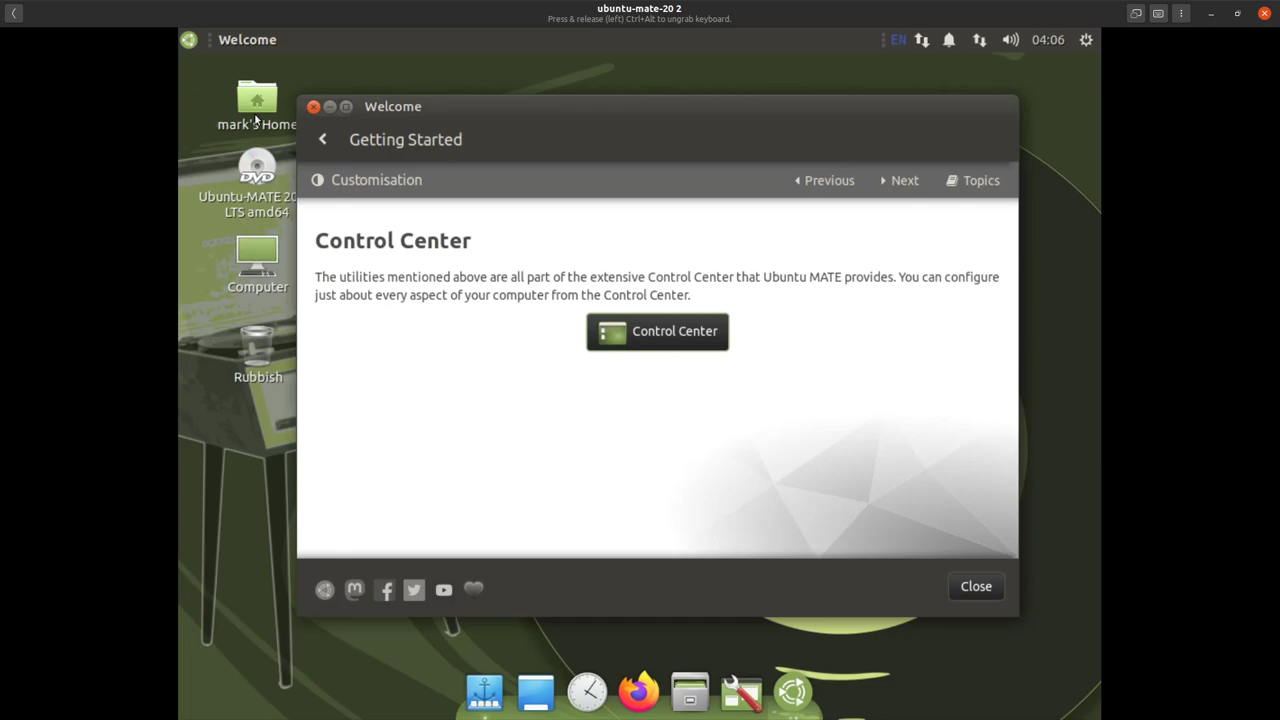 ubuntu-mate-20 2
Press & release (left) Ctrl+Alt to ungrab keyboard.
Welcome
EN
04:06
mark's Home
Welcome
Getting Started
Customisation
Previous
Next
Topics
DVD
Ubuntu-MATE 20
LTS amd64
Control Center
The utilities mentioned above are all part of the extensive Control Center that Ubuntu MATE provides. You can configure
just about every aspect of your computer from the Control Center.
Computer
Control Center
Rubbish
Close